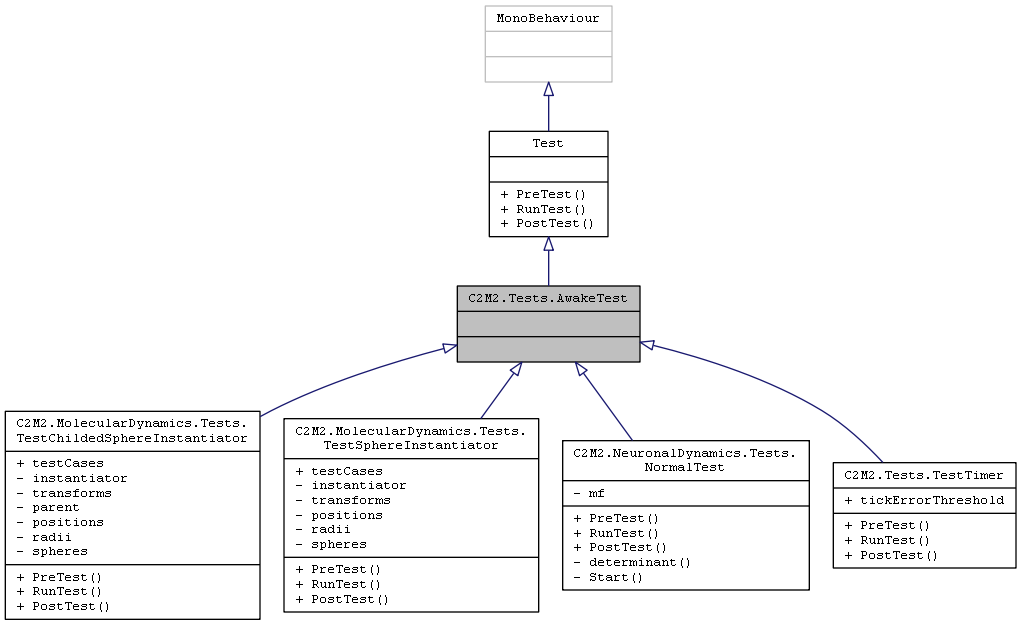 MonoBehaviour
Test
+ PreTest()
+ RunTest()
+ PostTest()
C2M2.Tests.AwakeTest
C2M2.MolecularDynamics.Tests.
TestChildedSphereInstantiator
+ testCases
- instantiator
- transforms
- parent
- positions
- radii
- spheres
+ PreTest()
+ RunTest()
+ PostTest()
C2M2.MolecularDynamics.Tests.
TestSphereInstantiator
+ testCases
- instantiator
- transforms
- positions
- radii
- spheres
+ PreTest()
+ RunTest()
+ PostTest()
C2M2.NeuronalDynamics.Tests.
NormalTest
- mf
+ PreTest()
+ RunTest()
+ PostTest()
- determinant()
- Start()
C2M2.Tests.TestTimer
+ tickErrorThreshold
+ PreTest()
+ RunTest()
+ PostTest()